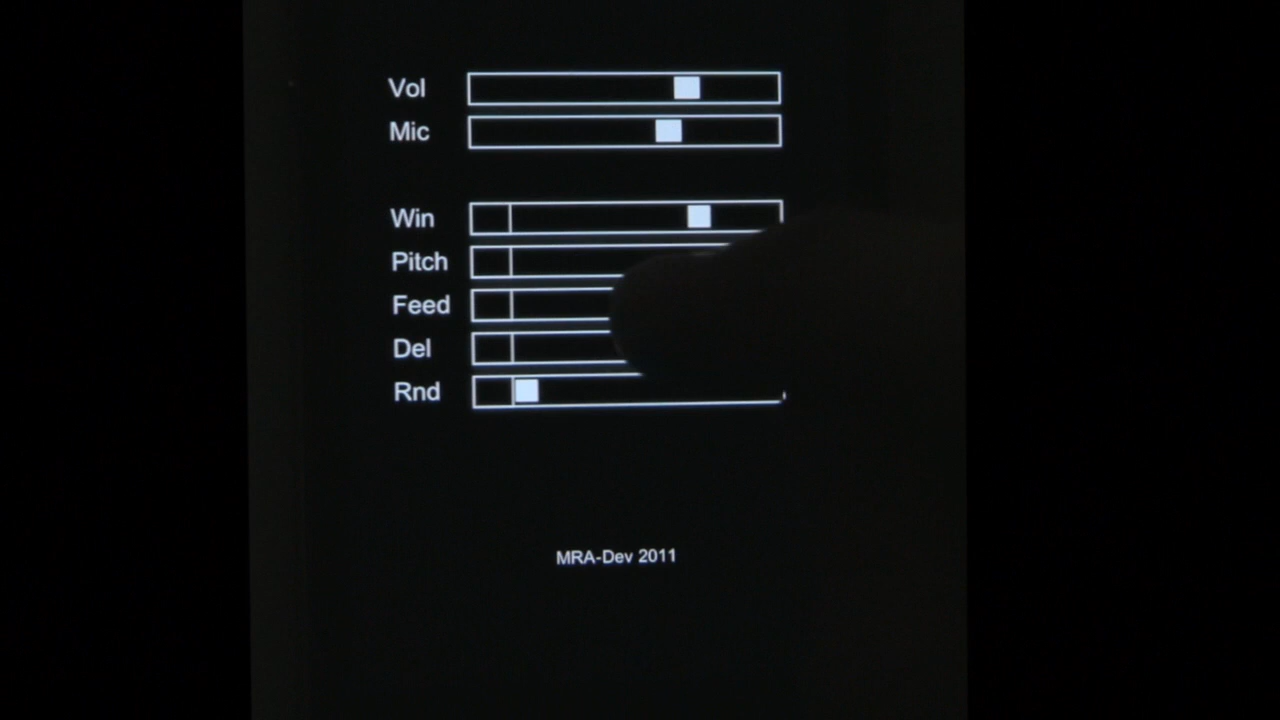 Vol
Mic
Win
Pitch
Feed
Del
Rnd
MRA-Dev 2011